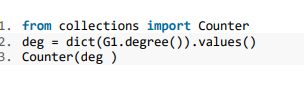 1. from collections import Counter
2. deg = dict(G1.degree()).values()
3. Counter(deg )